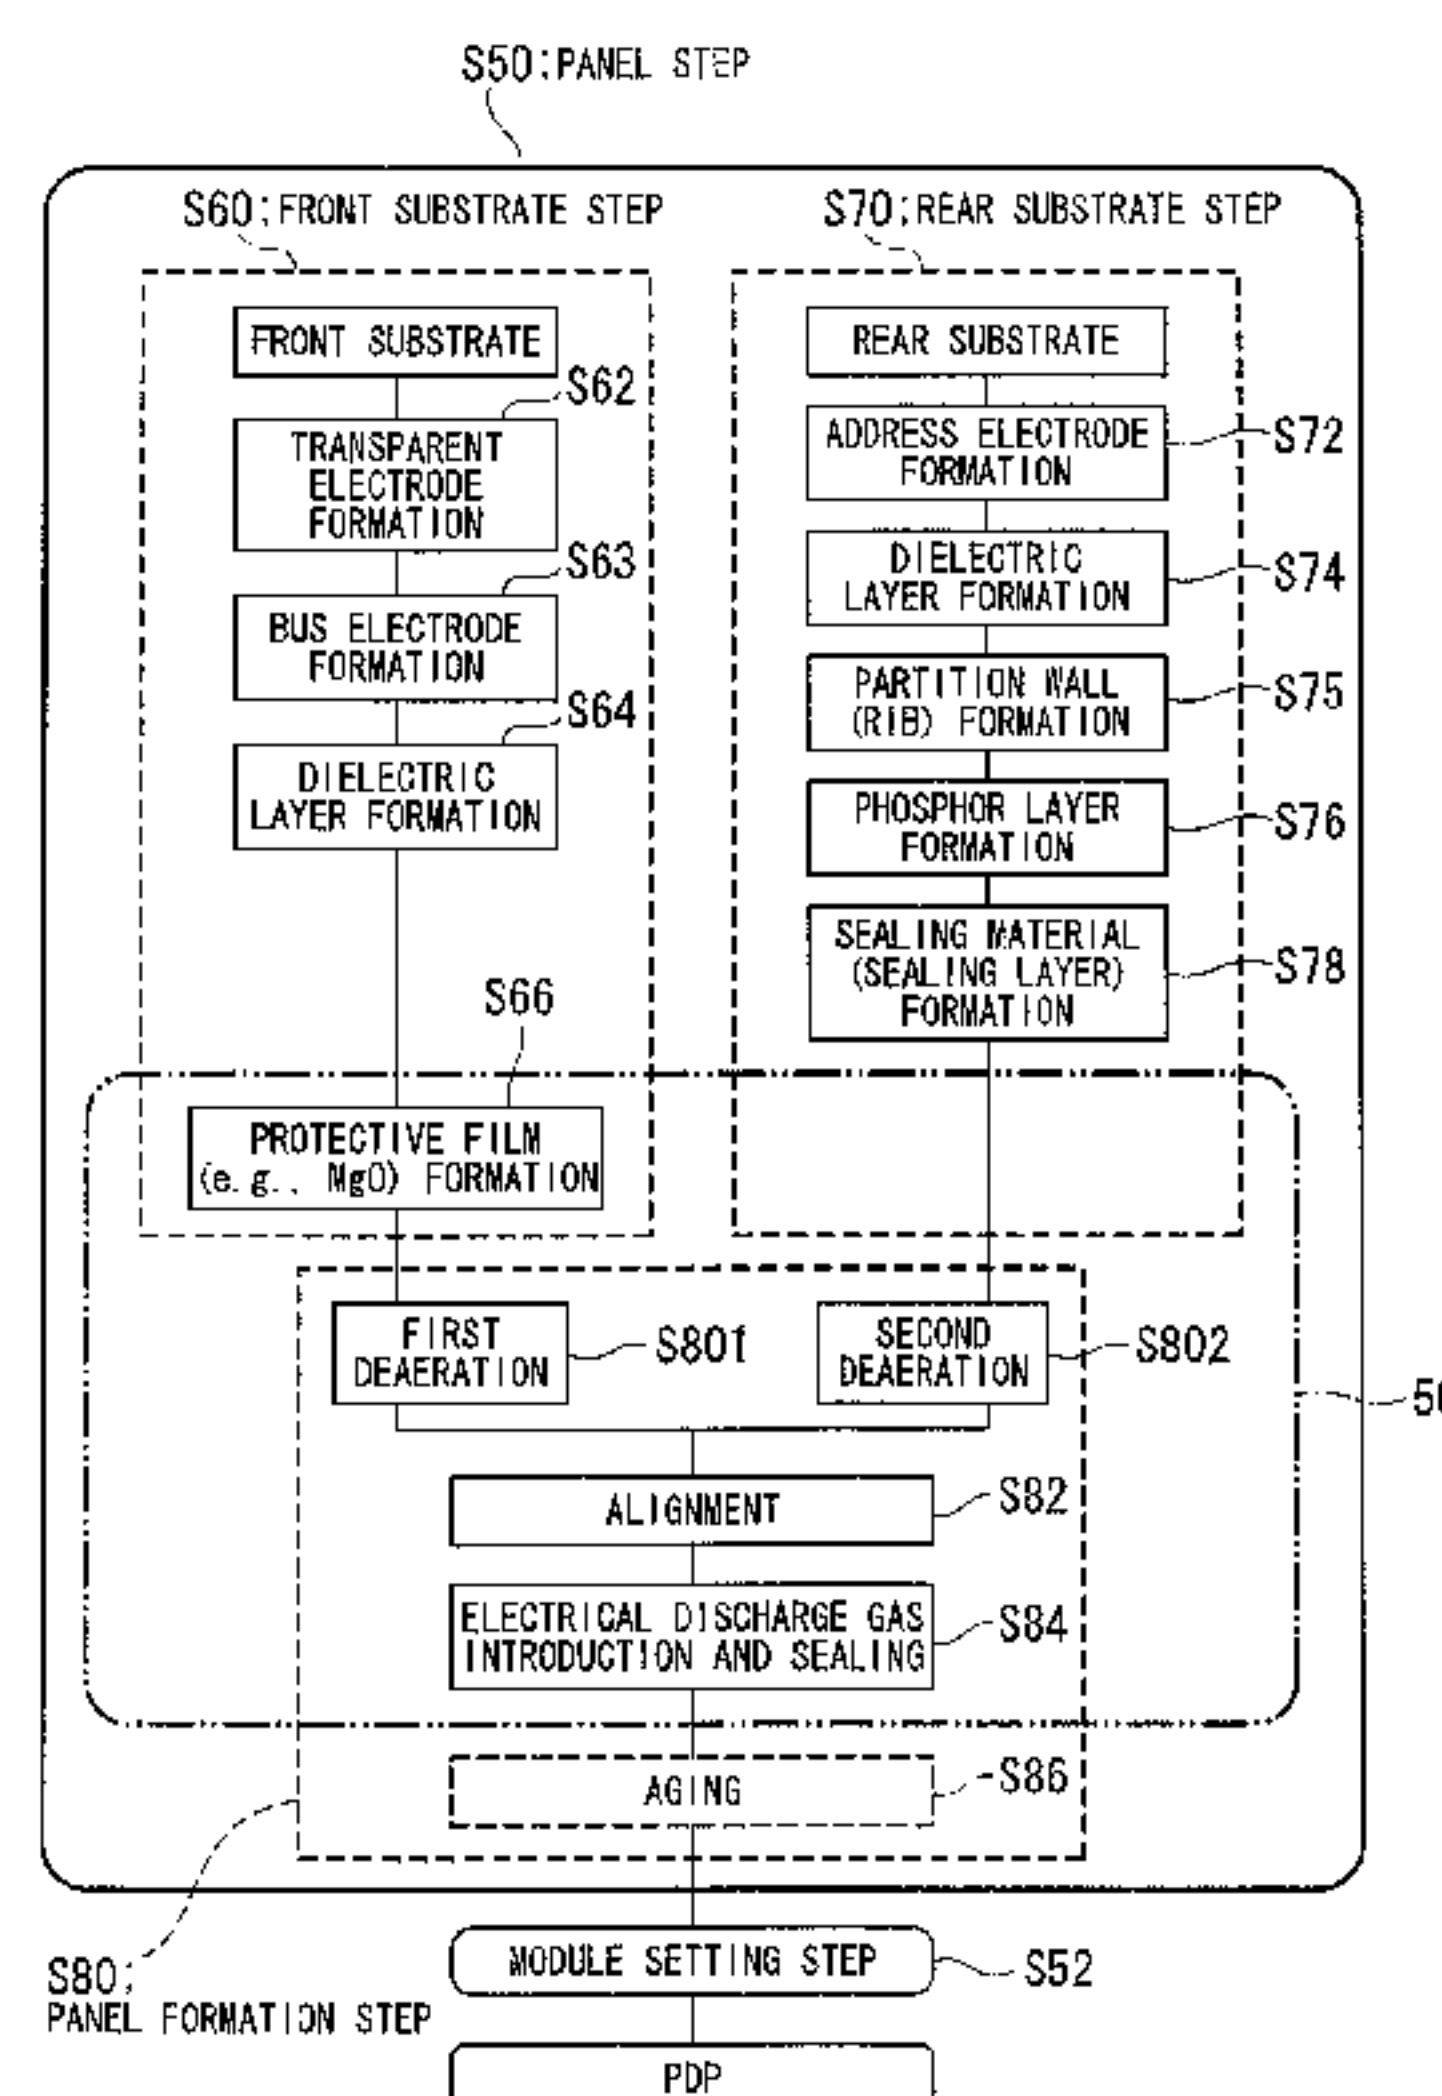 S50;PANEL STEP
S60;FRONT SUBSTRATE STEP
S70;REAR SUBSTRATE STEP
FRONT SUBSTRATE
S62
TRANSPARENT
ELECTRODE
FORMATION
S63
BUS ELECTRODE
FORMATION
S64
DIELECTRIC
LAYER FORMATION
S66
PROTECTIVE FILM
(e.g., MgO) FORMATION
REAR SUBSTRATE
ADDRESS ELECTRODE
FORMATION
S72
DIELECTRIC
LAYER FORMATION
S74
PARTITION WALL
(RIB) FORMATION
S75
PHOSPHOR LAYER
FORMATION
S76
SEALING MATERIAL
(SEALING LAYER)
FORMATION
S78
FIRST
DEAERATION
S801
SECOND
DEAERATION
S802
ALIGNMENT
S82
ELECTRICAL DISCHARGE GAS
INTRODUCTION AND SEALING
S84
AGING
S86
S80;
PANEL FORMATION STEP
MODULE SETTING STEP
S52
PDP